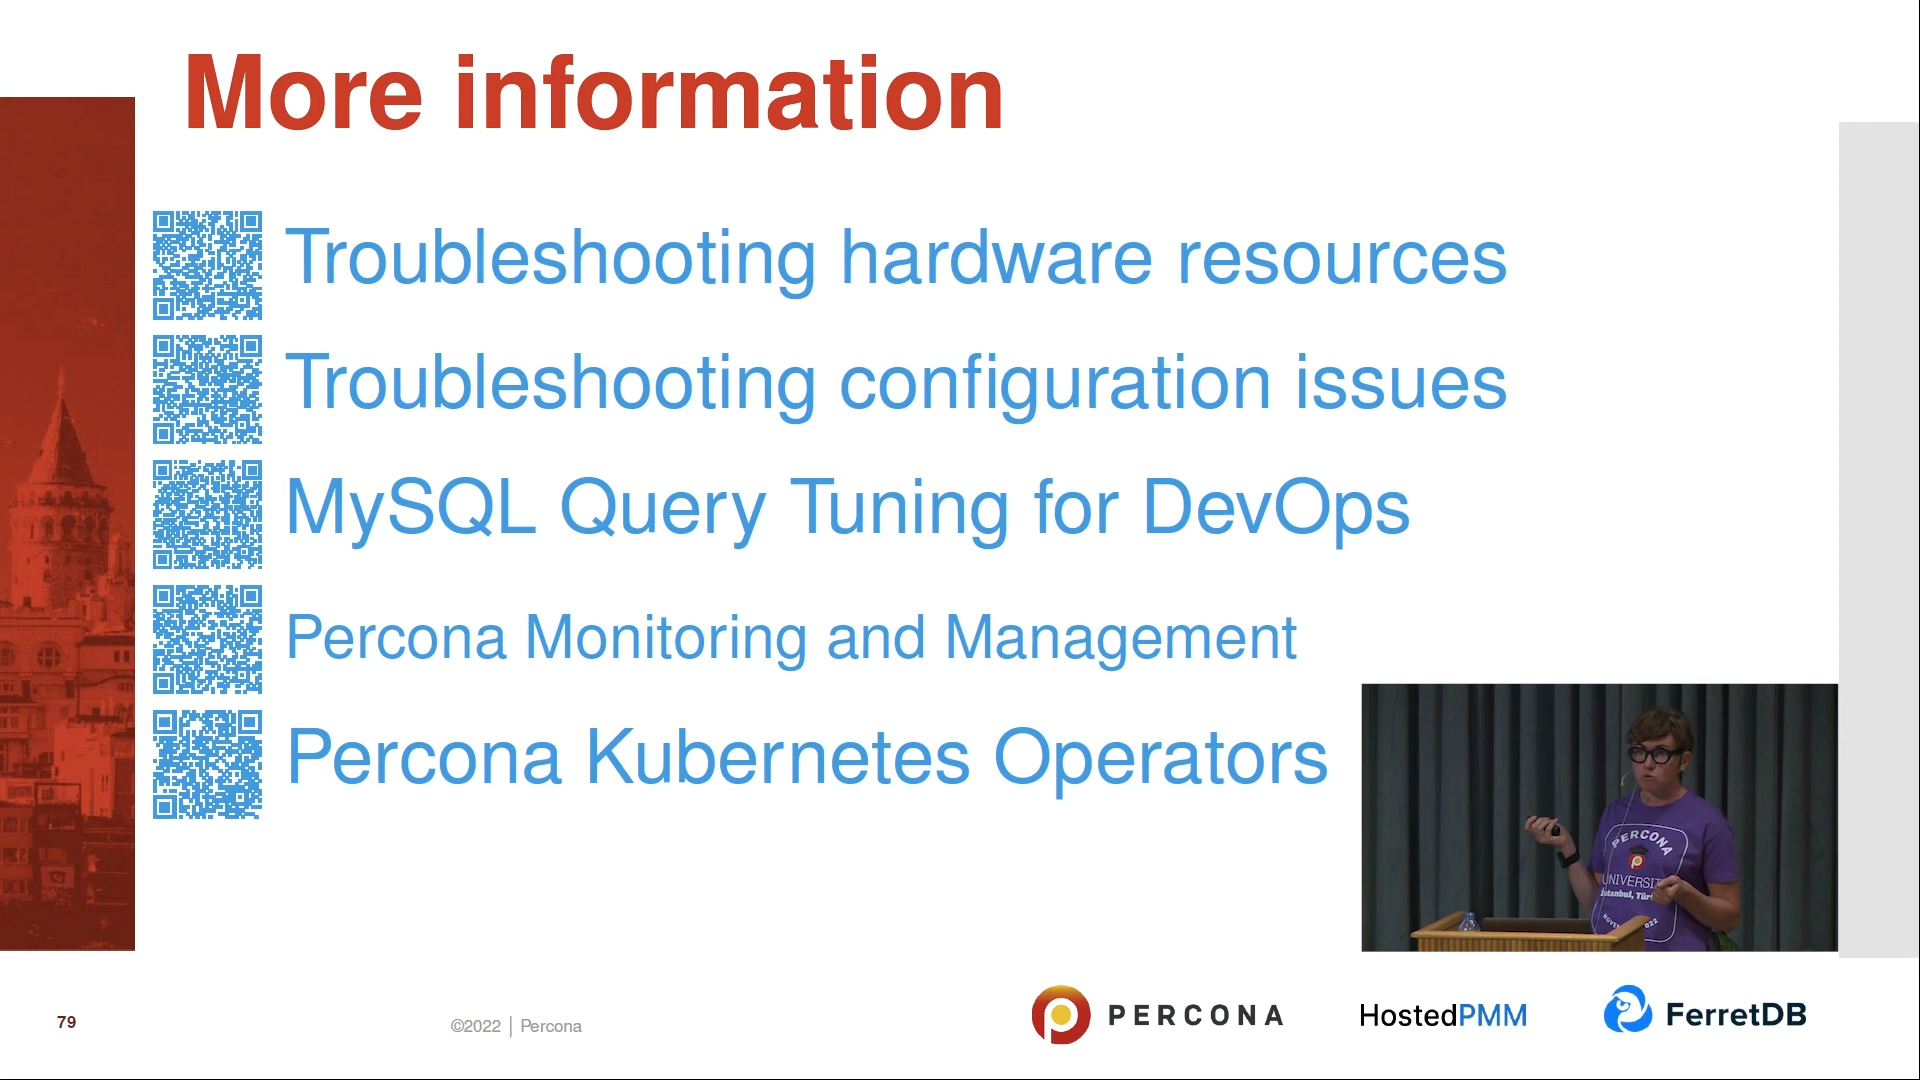 More information
Troubleshooting hardware resources
Troubleshooting configuration issues
MySQL Query Tuning for DevOps
Percona Monitoring and Management
Percona Kubernetes Operators
PERCONA
79
©2022 | Percona
PERCONA
HostedPMM
FerretDB